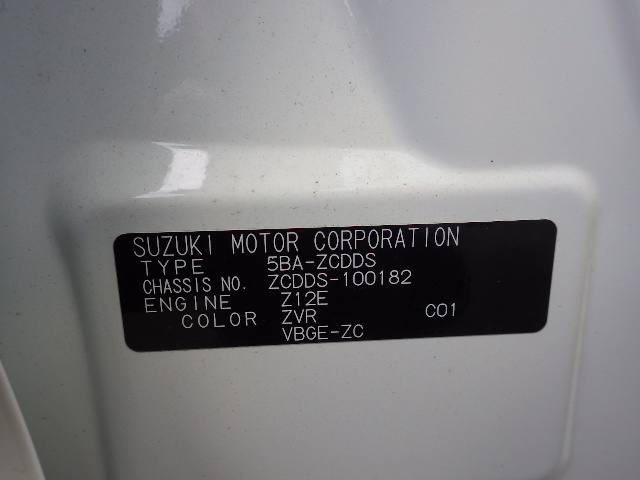 SUZUKI MOTOR CORPORATION
TYPE 5BA-ZCDDS
CHASSIS NO. ZCDDS-100182
ENGINE Z12E
COLOR ZVR C01
VBGE-ZC